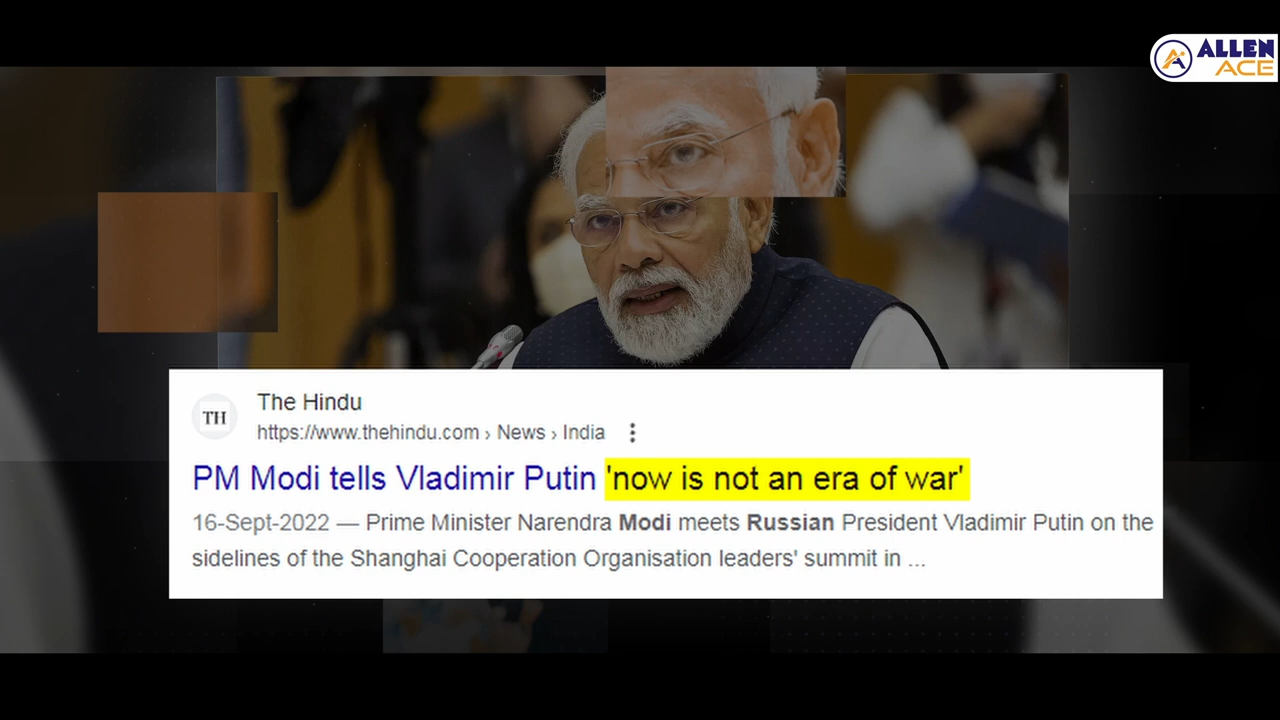 ALLEN
ACE
The Hindu
TH
https://www.thehindu.com › News › India
PM Modi tells Vladimir Putin 'now is not an era of war'
16-Sept-2022 — Prime Minister Narendra Modi meets Russian President Vladimir Putin on the
sidelines of the Shanghai Cooperation Organisation leaders' summit in ...